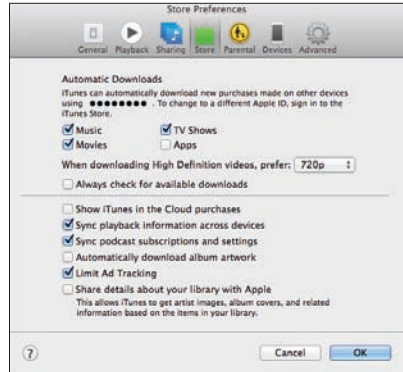 Store Preferences
General Playback Sharing Store Parental Devices Advanced
Automatic Downloads
iTunes can automatically download new purchases made on other devices
using ●●●●●●●● . To change to a different Apple ID, sign in to the
iTunes Store.
Music TV Shows
Movies Apps
When downloading High Definition videos, prefer: 720p
Always check for available downloads
Show iTunes in the Cloud purchases
Sync playback information across devices
Sync podcast subscriptions and settings
Automatically download album artwork
Limit Ad Tracking
Share details about your library with Apple
This allows iTunes to get artist images, album covers, and related
information based on the items in your library.
? Cancel OK